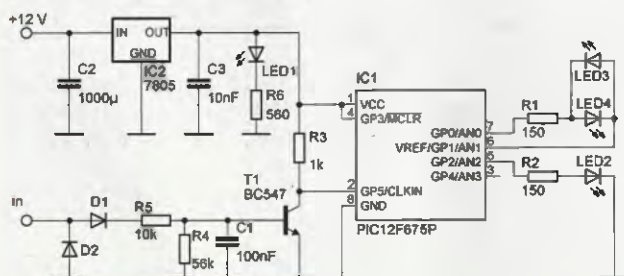 +12 V
IN
OUT
GND
IC2
7805
C2
1000µ
C3
10nF
LED1
R6
560
R3
1k
IC1
1
VCC
4
GP3/MCLR
GP0/AN0
7
VREF/GP1/AN1
6
GP2/AN2
5
GP4/AN3
3
2
GP5/CLKIN
8
GND
PIC12F675P
R1
150
LED3
LED4
R2
150
LED2
T1
BC547
in
D1
D2
R5
10k
R4
56k
C1
100nF